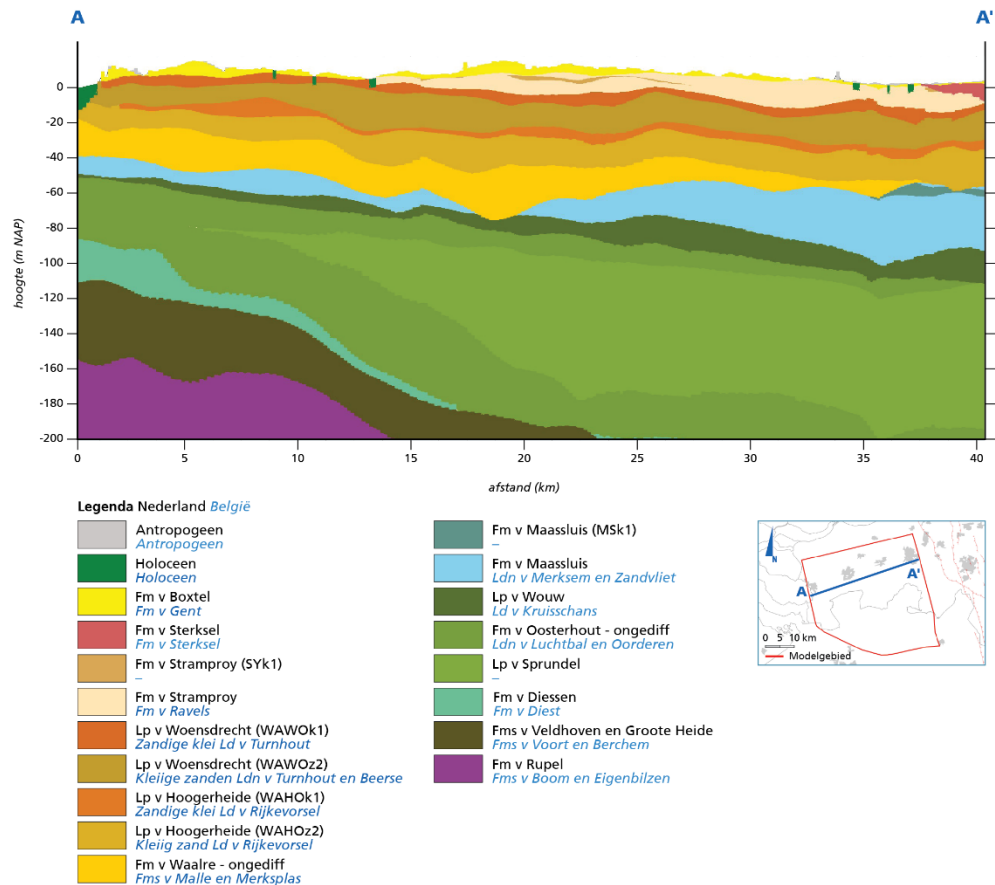 A
A'
hoogte (m NAP)
0
-20
-40
-60
-80
-100
-120
-140
-160
-180
-200
0
5
10
15
20
25
30
35
40
afstand (km)
Legenda Nederland België
Antropogeen
Antropogeen
Holoceen
Holoceen
Fm v Boxtel
Fm v Gent
Fm v Sterksel
Fm v Sterksel
Fm v Stramproy (SYk1)
–
Fm v Stramproy
Fm v Ravels
Lp v Woensdrecht (WAWOk1)
Zandige klei Ld v Turnhout
Lp v Woensdrecht (WAWOz2)
Kleiige zanden Ldn v Turnhout en Beerse
Lp v Hoogerheide (WAHOk1)
Zandige klei Ld v Rijkevorsel
Lp v Hoogerheide (WAHOz2)
Kleiig zand Ld v Rijkevorsel
Fm v Waalre - ongediff
Fms v Malle en Merksplas
Fm v Maassluis (MSk1)
–
Fm v Maassluis
Ldn v Merksem en Zandvliet
Lp v Wouw
Ld v Kruisschans
Fm v Oosterhout - ongediff
Ldn v Luchtbal en Oorderen
Lp v Sprundel
–
Fm v Diessen
Fm v Diest
Fms v Veldhoven en Groote Heide
Fms v Voort en Berchem
Fm v Rupel
Fms v Boom en Eigenbilzen
N
A
A'
0 5 10 km
Modelgebied